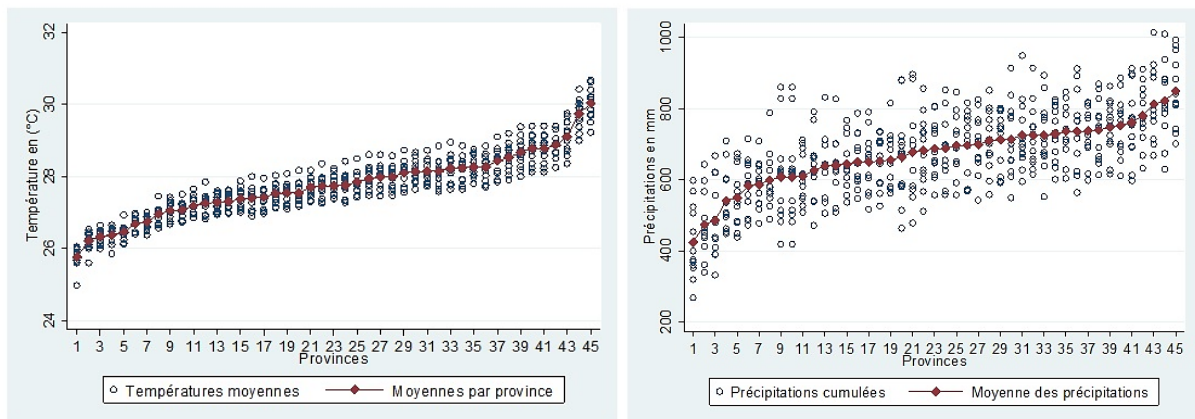 Température en (°C)
32
30
28
26
24
1 3 5 7 9 11 13 15 17 19 21 23 25 27 29 31 33 35 37 39 41 43 45
Provinces
Températures moyennes
Moyennes par province
Précipitations en mm
1000
800
600
400
200
1 3 5 7 9 11 13 15 17 19 21 23 25 27 29 31 33 35 37 39 41 43 45
Provinces
Précipitations cumulées
Moyenne des précipitations